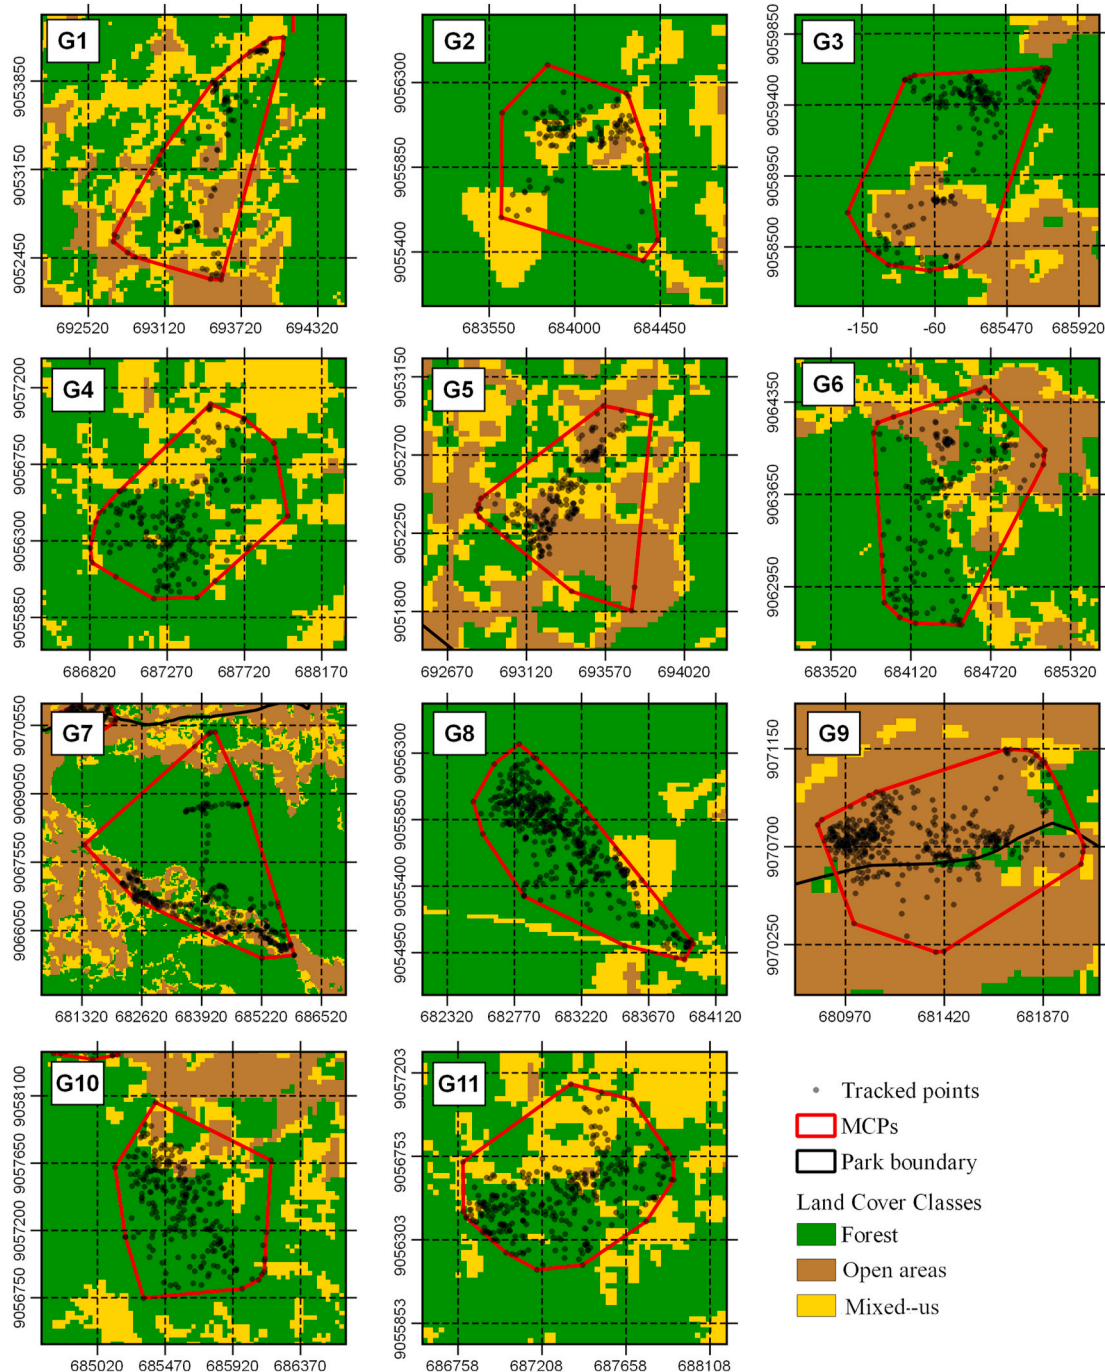 G1
9053850
9053150
9052450
692520 693120 693720 694320
G2
9056300
9055850
9055400
683550 684000 684450
G3
9059850
9059400
9058950
9058500
-150 -60 685470 685920
G4
9057200
9056750
9056300
9055850
686820 687270 687720 688170
G5
9053150
9052700
9052250
9051800
692670 693120 693570 694020
G6
9064350
9063650
9062950
683520 684120 684720 685320
G7
9070550
9069050
9067550
9066050
681320 682620 683920 685220 686520
G8
9056300
9055850
9055400
9054950
682320 682770 683220 683670 684120
G9
9071150
9070700
9070250
680970 681420 681870
G10
9058100
9057650
9057200
9056750
685020 685470 685920 686370
G11
9057203
9056753
9056303
9055853
686758 687208 687658 688108
Tracked points
MCPs
Park boundary
Land Cover Classes
Forest
Open areas
Mixed--us